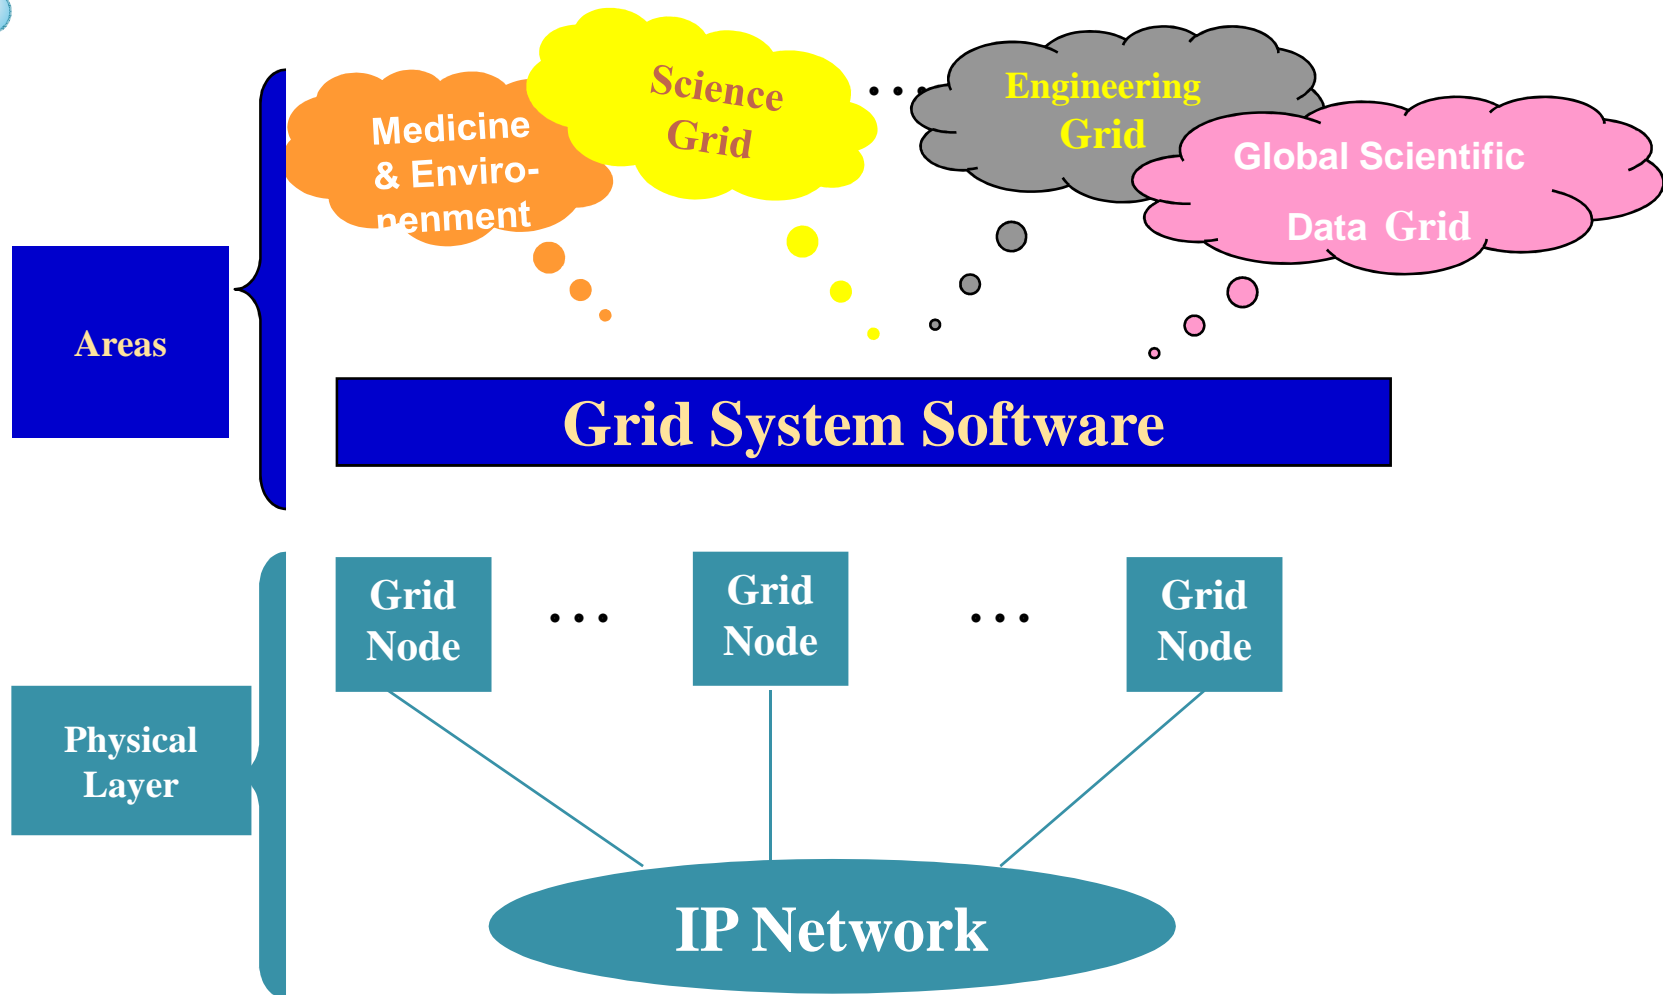 Medicine
& Enviro-
nenment
Science
Grid
...
Engineering
Grid
Global Scientific
Data Grid
Areas
Grid System Software
Grid
Node
...
Grid
Node
...
Grid
Node
Physical
Layer
IP Network